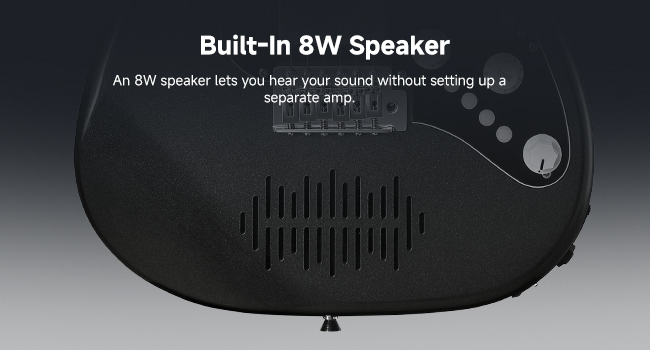 Built-In 8W Speaker
An 8W speaker lets you hear your sound without setting up a
separate amp.